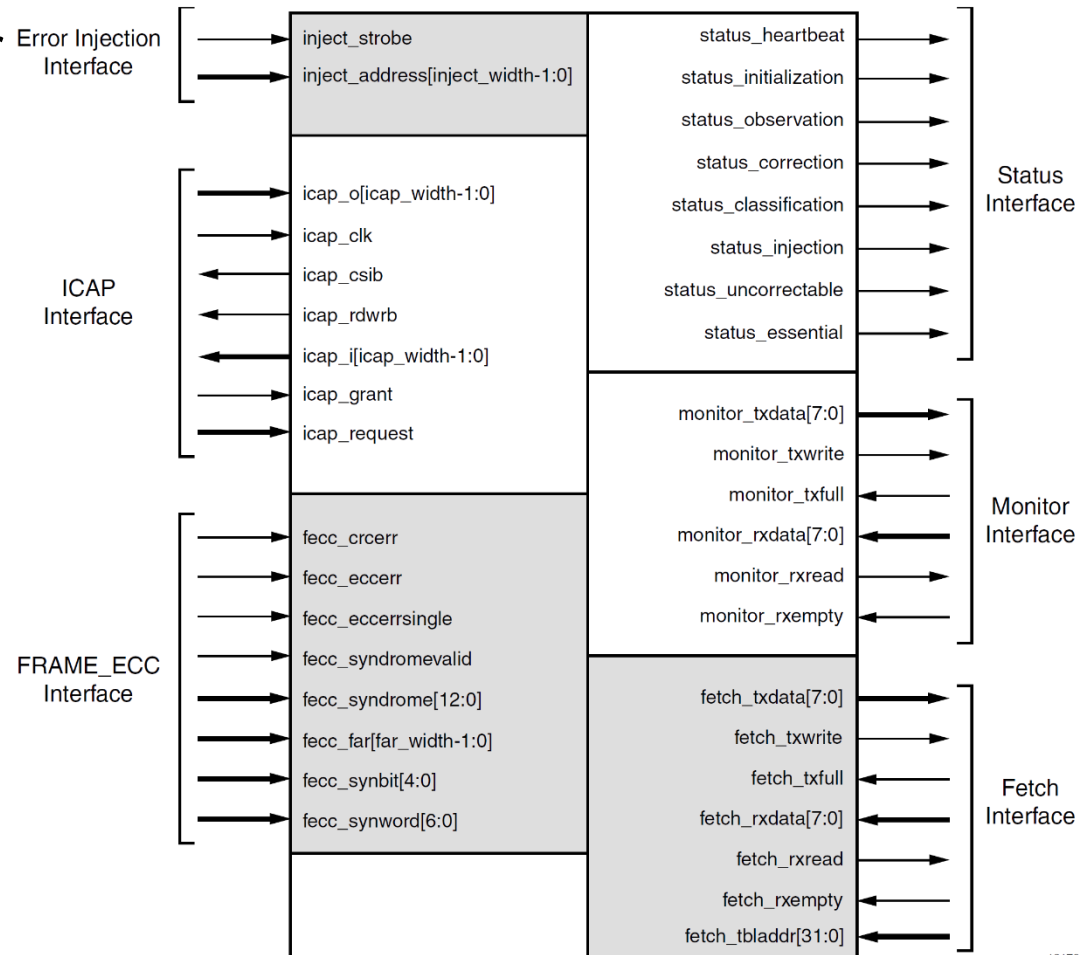 Error Injection
Interface
inject_strobe
inject_address[inject_width-1:0]
ICAP
Interface
icap_o[icap_width-1:0]
icap_clk
icap_csib
icap_rdwrb
icap_i[icap_width-1:0]
icap_grant
icap_request
FRAME_ECC
Interface
fecc_crcerr
fecc_eccerr
fecc_eccerrsingle
fecc_syndromevalid
fecc_syndrome[12:0]
fecc_far[far_width-1:0]
fecc_synbit[4:0]
fecc_synword[6:0]
status_heartbeat
status_initialization
status_observation
status_correction
status_classification
status_injection
status_uncorrectable
status_essential
Status
Interface
monitor_txdata[7:0]
monitor_txwrite
monitor_txfull
monitor_rxdata[7:0]
monitor_rxread
monitor_rxempty
Monitor
Interface
fetch_txdata[7:0]
fetch_txwrite
fetch_txfull
fetch_rxdata[7:0]
fetch_rxread
fetch_rxempty
fetch_tbladdr[31:0]
Fetch
Interface